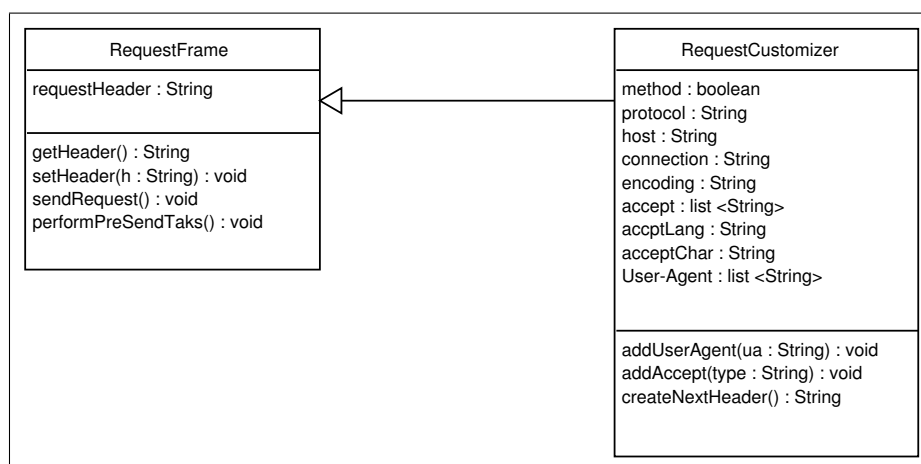 RequestFrame
requestHeader : String
getHeader() : String
setHeader(h : String) : void
sendRequest() : void
performPreSendTaks() : void
RequestCustomizer
method : boolean
protocol : String
host : String
connection : String
encoding : String
accept : list <String>
accptLang : String
acceptChar : String
User-Agent : list <String>
addUserAgent(ua : String) : void
addAccept(type : String) : void
createNextHeader() : String